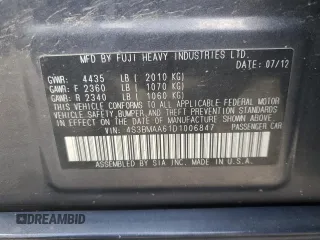 MFD BY FUJI HEAVY INDUSTRIES LTD.
DATE 07/12
GVWR: 4435 LB ( 2010 KG)
GAWR: F 2360 LB ( 1070 KG)
GAWR: R 2340 LB ( 1060 KG)
THIS VEHICLE CONFORMS TO ALL APPLICABLE FEDERAL MOTOR
VEHICLE SAFETY, BUMPER, AND THEFT PREVENTION STANDARDS
IN EFFECT ON THE DATE OF MANUFACTURE SHOWN ABOVE.
VIN: 4S3BMAA61D1006847 PASSENGER CAR
ASSEMBLED BY SIA INC. MADE IN U.S.A.
DREAMBID